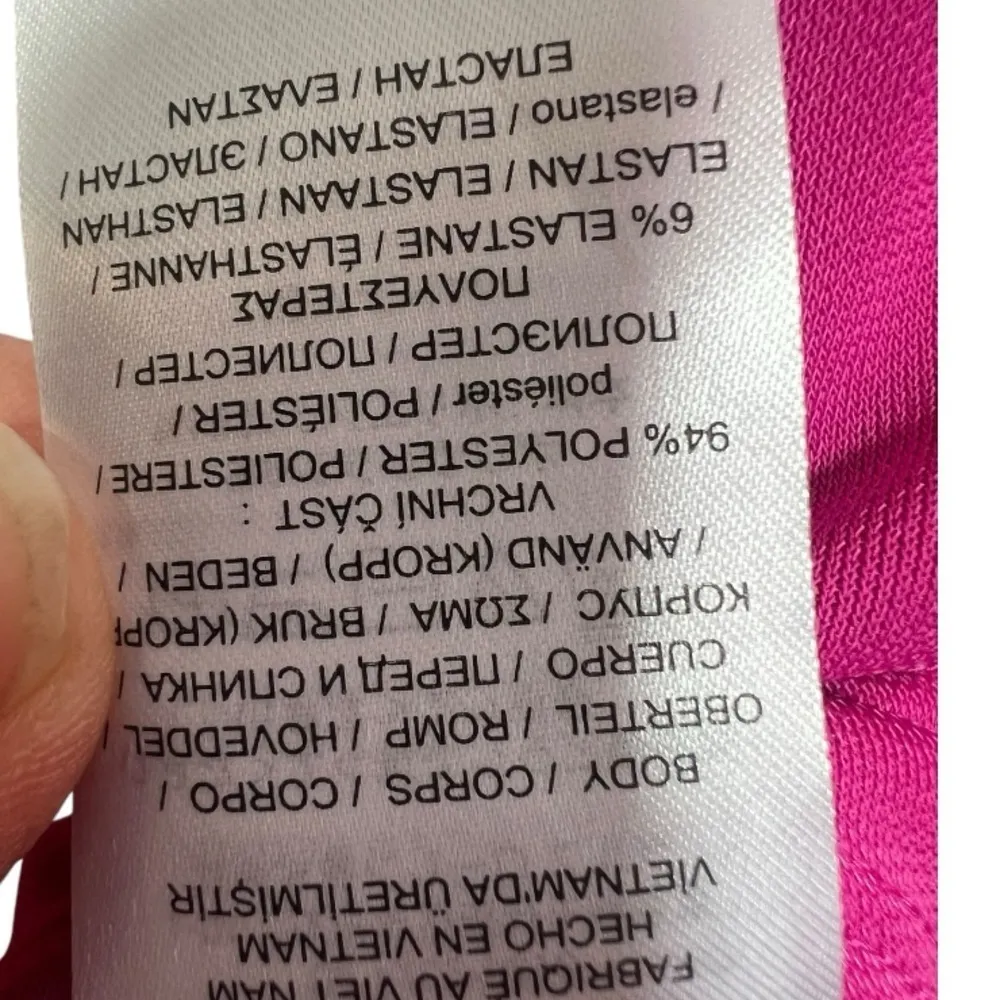 FABRIQUÉ AU VIET NAM
HECHO EN VIETNAM
VİETNAM'DA ÜRETİLMİŞTİR
BODY / CORPS / CORPO /
OBERTEIL / ROMP / HOVEDDEL /
CUERPO / ПЕРЕД И СПИНКА /
КОРПУС / ΣΩΜΑ / BRUK (KROPP
/ ANVÄND (KROPP) / BEDEN /
VRCHNÍ ČÁST :
94% POLYESTER / POLIESTERE /
poliéster / POLIÉSTER /
ПОЛИЭСТЕР / ПОЛИЕСТЕР /
ΠΟΛΥΕΣΤΕΡΑΣ
6% ELASTANE / ÉLASTHANNE /
ELASTAN / ELASTAAN / ELASTHAN
/ elastano / ELASTANO / ЭЛАСТАН /
ЕЛАСТАН / ΕΛΑΣΤΑΝ